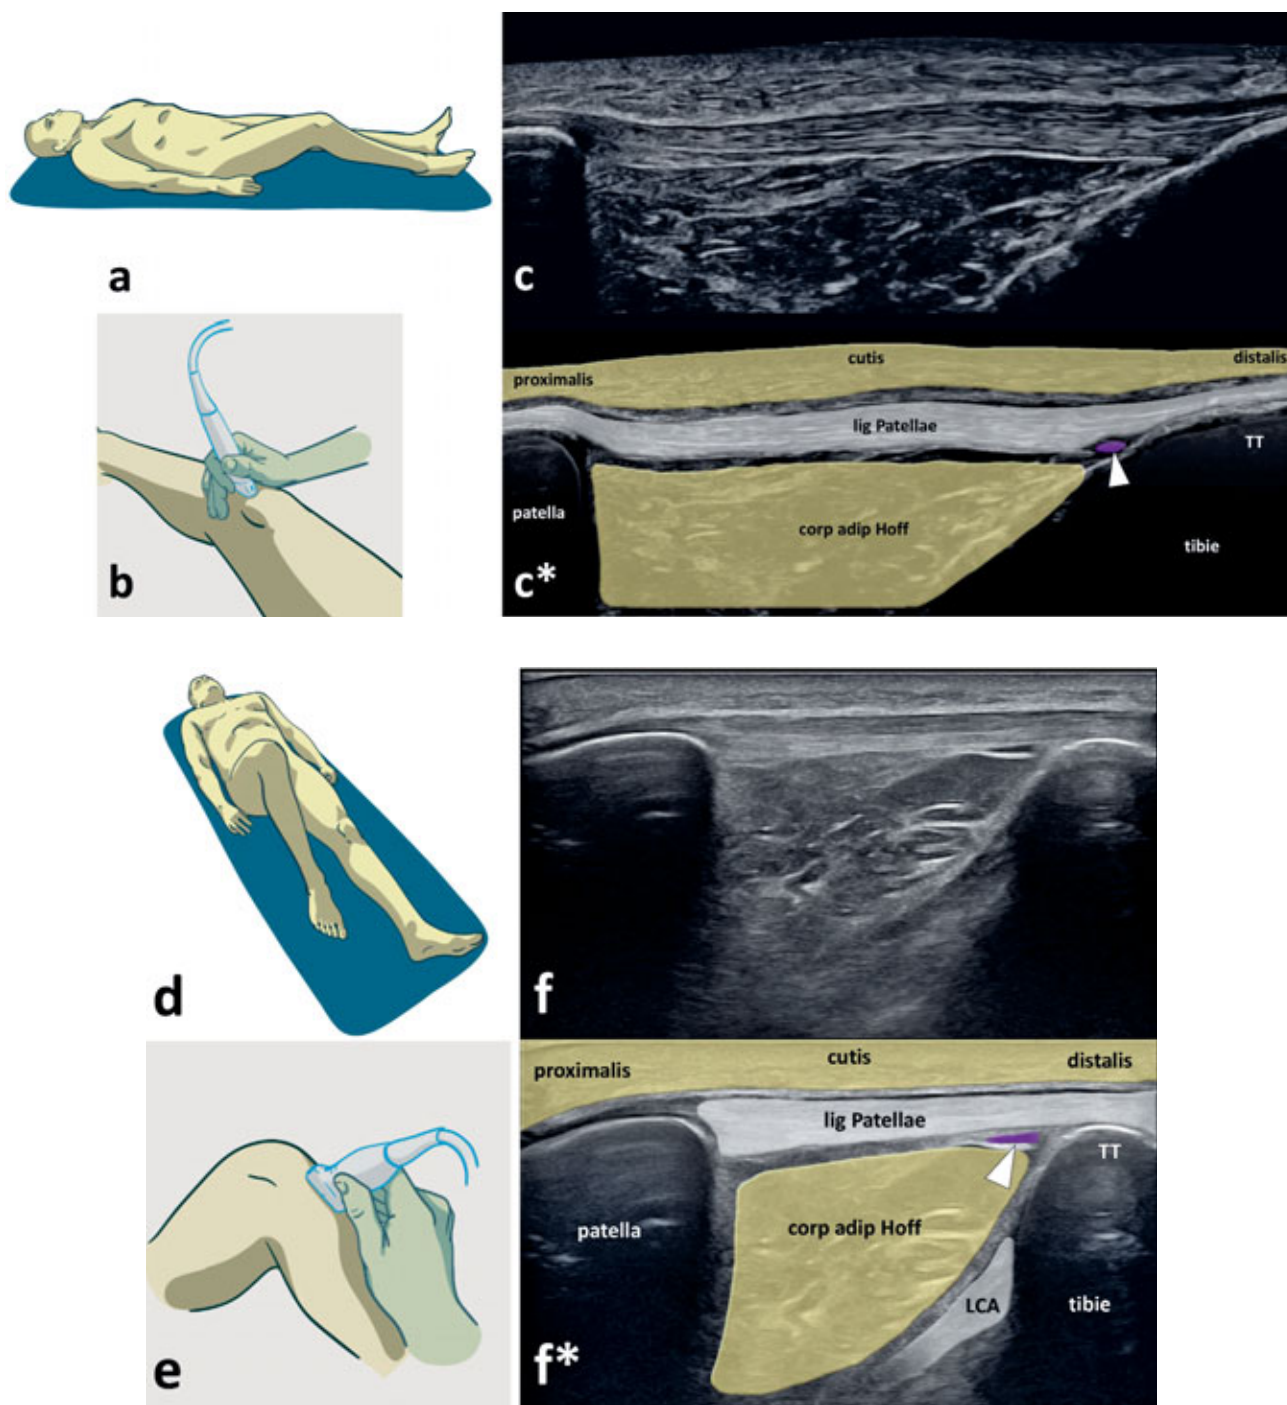 a
b
c
cutis
proximalis
distalis
lig Patellae
TT
patella
corp adip Hoff
tibie
c*
d
e
f
cutis
proximalis
distalis
lig Patellae
TT
patella
corp adip Hoff
LCA
tibie
f*